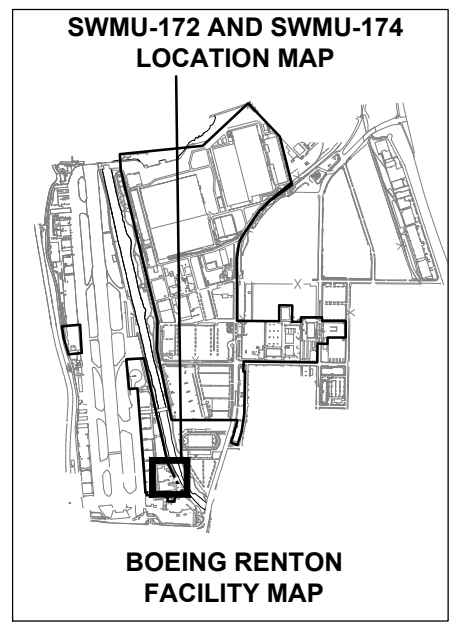 SWMU-172 AND SWMU-174
LOCATION MAP
BOEING RENTON
FACILITY MAP